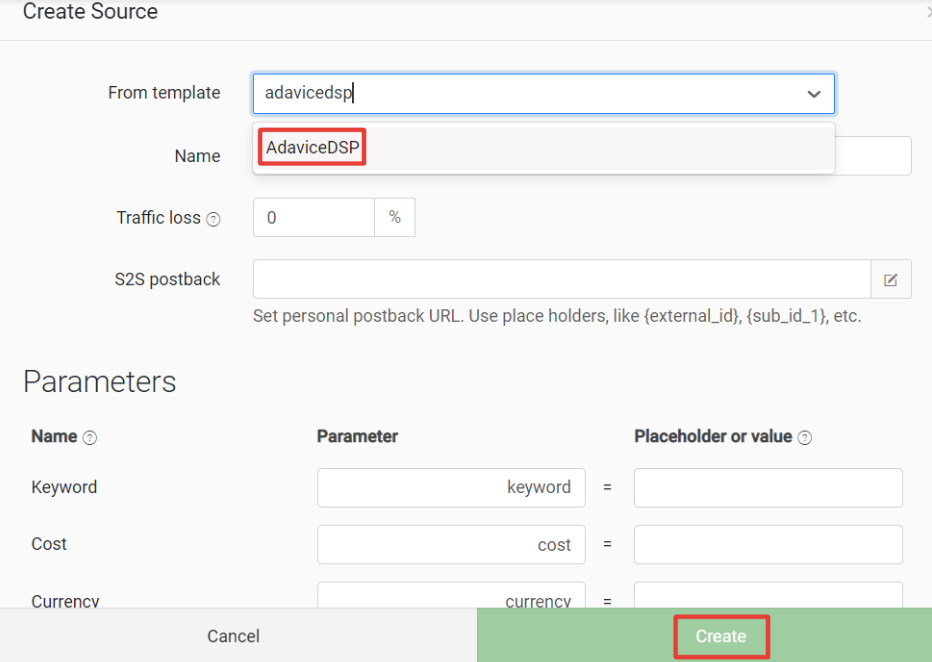 Create Source
From template
adavicedsp
AdaviceDSP
Name
Traffic loss ?
0
%
S2S postback
Set personal postback URL. Use place holders, like {external_id}, {sub_id_1}, etc.
Parameters
Name ? Parameter Placeholder or value ?
Keyword keyword =
Cost cost =
Currency currency =
Cancel Create